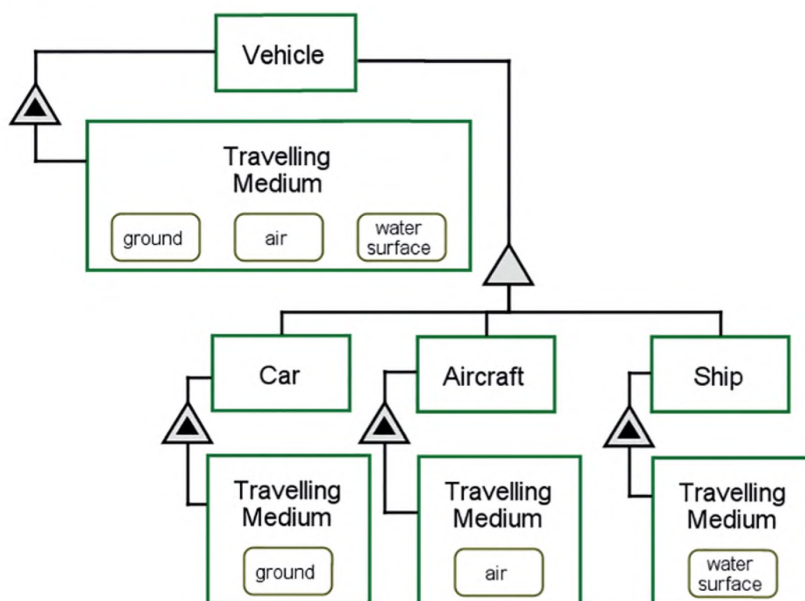 Vehicle
Travelling
Medium
ground
air
water
surface
Car
Aircraft
Ship
Travelling
Medium
ground
Travelling
Medium
air
Travelling
Medium
water
surface